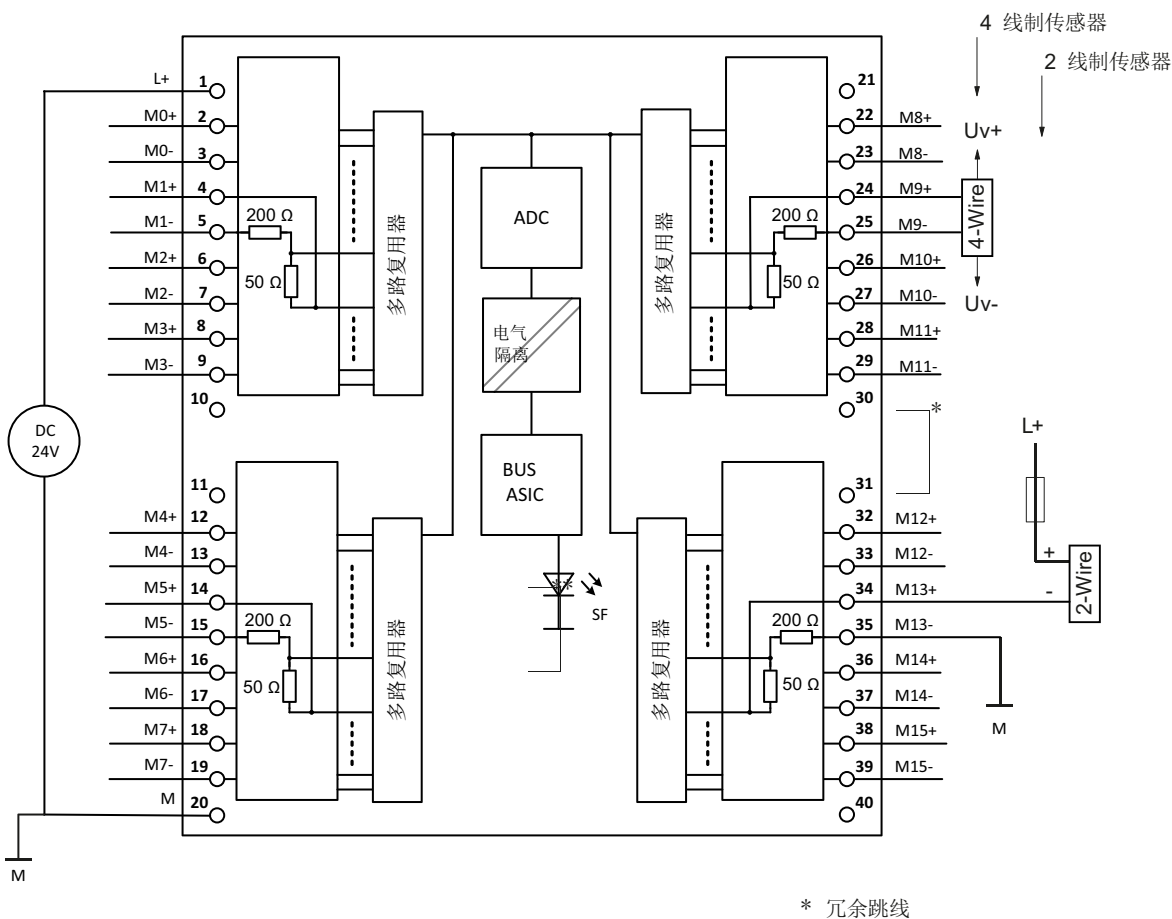 4 线制传感器
2 线制传感器
L+ 1
M0+ 2
M0- 3
M1+ 4
M1- 5
M2+ 6
M2- 7
M3+ 8
M3- 9
10
200 Ω
50 Ω
多路复用器
DC
24V
11
M4+ 12
M4- 13
M5+ 14
M5- 15
M6+ 16
M6- 17
M7+ 18
M7- 19
M 20
M
200 Ω
50 Ω
多路复用器
ADC
电气
隔离
BUS
ASIC
**
SF
多路复用器
200 Ω
50 Ω
21
22 M8+
23 M8-
24 M9+
25 M9-
26 M10+
27 M10-
28 M11+
29 M11-
30
*
Uv+
4-Wire
Uv-
多路复用器
200 Ω
50 Ω
31
32 M12+
33 M12-
34 M13+
35 M13-
36 M14+
37 M14-
38 M15+
39 M15-
40
L+
+
-
2-Wire
M
* 冗余跳线